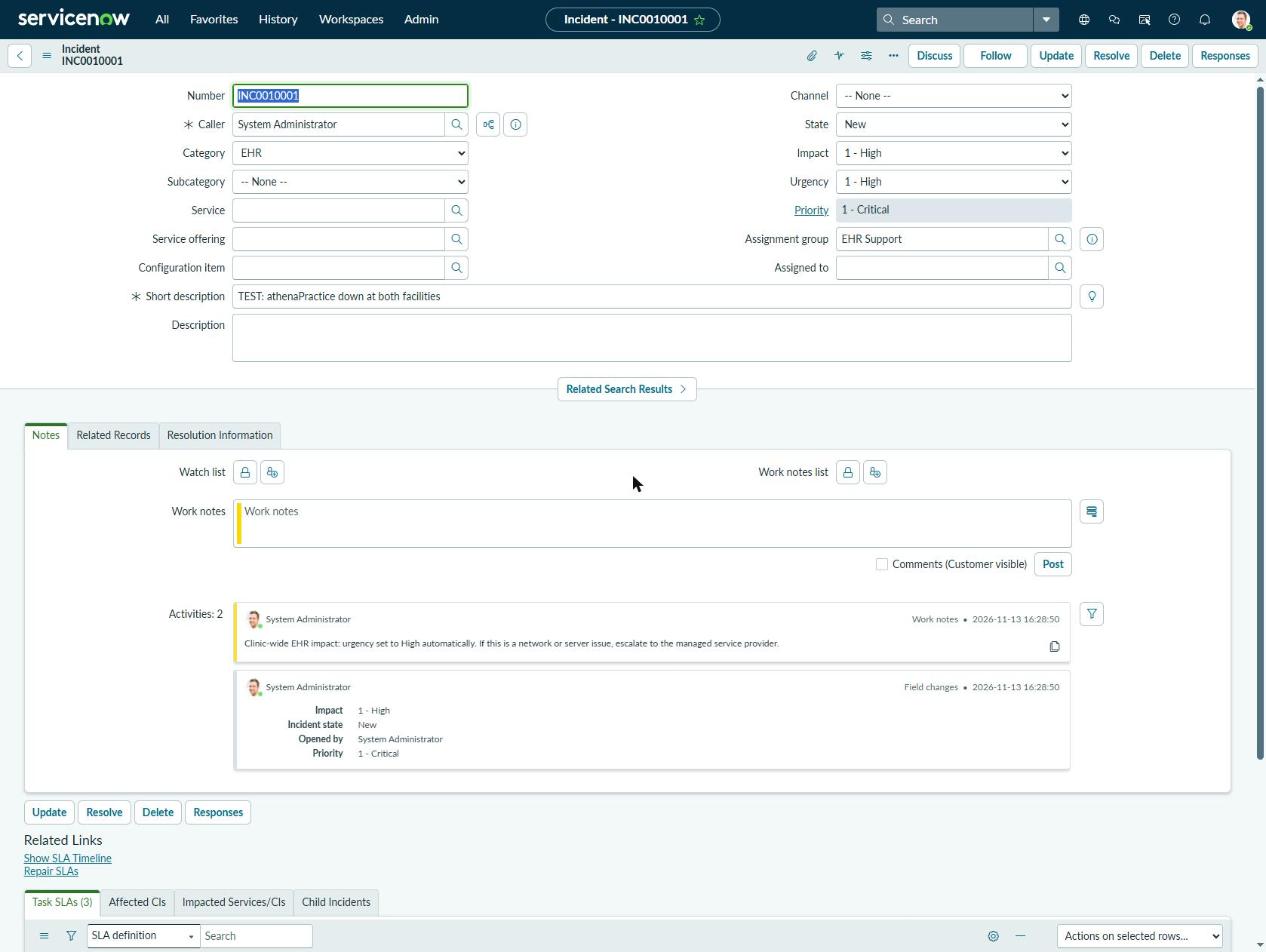 servicenow All Favorites History Workspaces Admin Incident - INC0010001 Search
Incident
INC0010001
Discuss Follow Update Resolve Delete Responses
Number INC0010001 Channel -- None --
Caller System Administrator State New
Category EHR Impact 1 - High
Subcategory -- None -- Urgency 1 - High
Service Priority 1 - Critical
Service offering Assignment group EHR Support
Configuration item Assigned to
Short description TEST: athenaPractice down at both facilities
Description
Related Search Results
Notes Related Records Resolution Information
Watch list Work notes list
Work notes Work notes
Comments (Customer visible) Post
Activities: 2 System Administrator Work notes • 2026-11-13 16:28:50
Clinic-wide EHR impact: urgency set to High automatically. If this is a network or server issue, escalate to the managed service provider.
System Administrator Field changes • 2026-11-13 16:28:50
Impact 1 - High
Incident state New
Opened by System Administrator
Priority 1 - Critical
Update Resolve Delete Responses
Related Links
Show SLA Timeline
Repair SLAs
Task SLAs (3) Affected CIs Impacted Services/CIs Child Incidents
SLA definition Search Actions on selected rows...